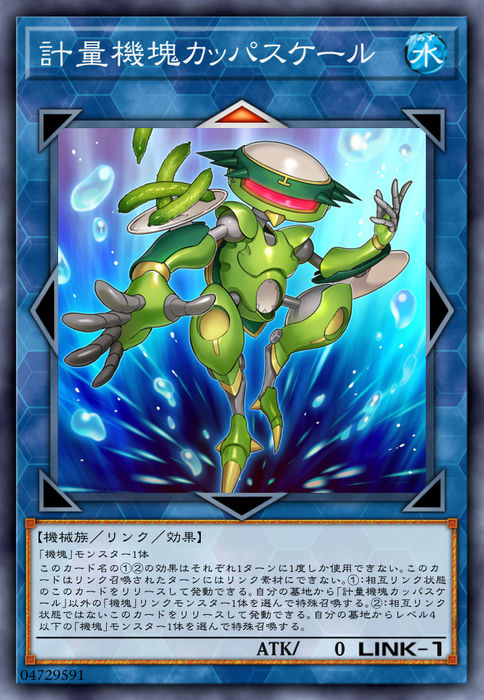 計量機塊カッパスケール
みず
水
【機械族／リンク／効果】
「機塊」モンスター1体
このカード名の①②の効果はそれぞれ1ターンに1度しか使用できない。このカ
ードはリンク召喚されたターンにはリンク素材にできない。①：相互リンク状態
のこのカードをリリースして発動できる。自分の墓地から「計量機塊カッパスケ
ール」以外の「機塊」リンクモンスター1体を選んで特殊召喚する。②：相互リンク
状態ではないこのカードをリリースして発動できる。自分の墓地からレベル4
以下の「機塊」モンスター1体を選んで特殊召喚する。
ATK/ 0 LINK-1
04729591